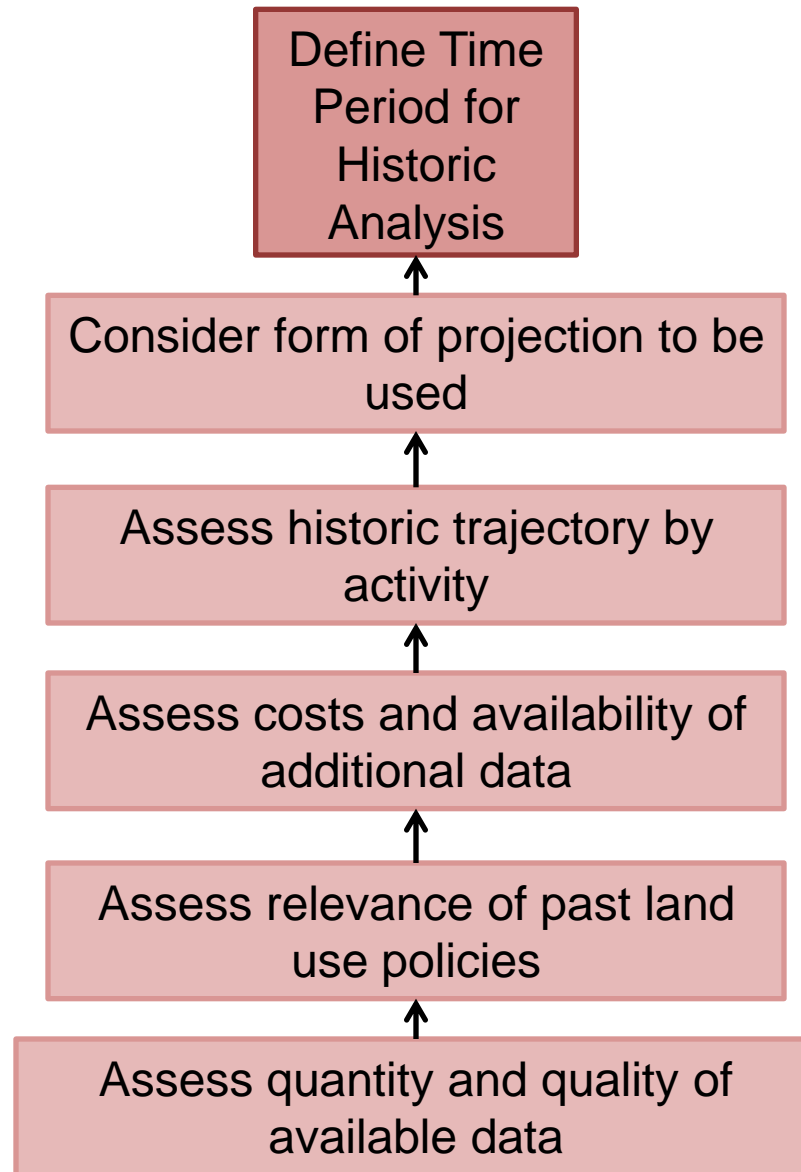 Define Time
Period for
Historic
Analysis
Consider form of projection to be
used
Assess historic trajectory by
activity
Assess costs and availability of
additional data
Assess relevance of past land
use policies
Assess quantity and quality of
available data